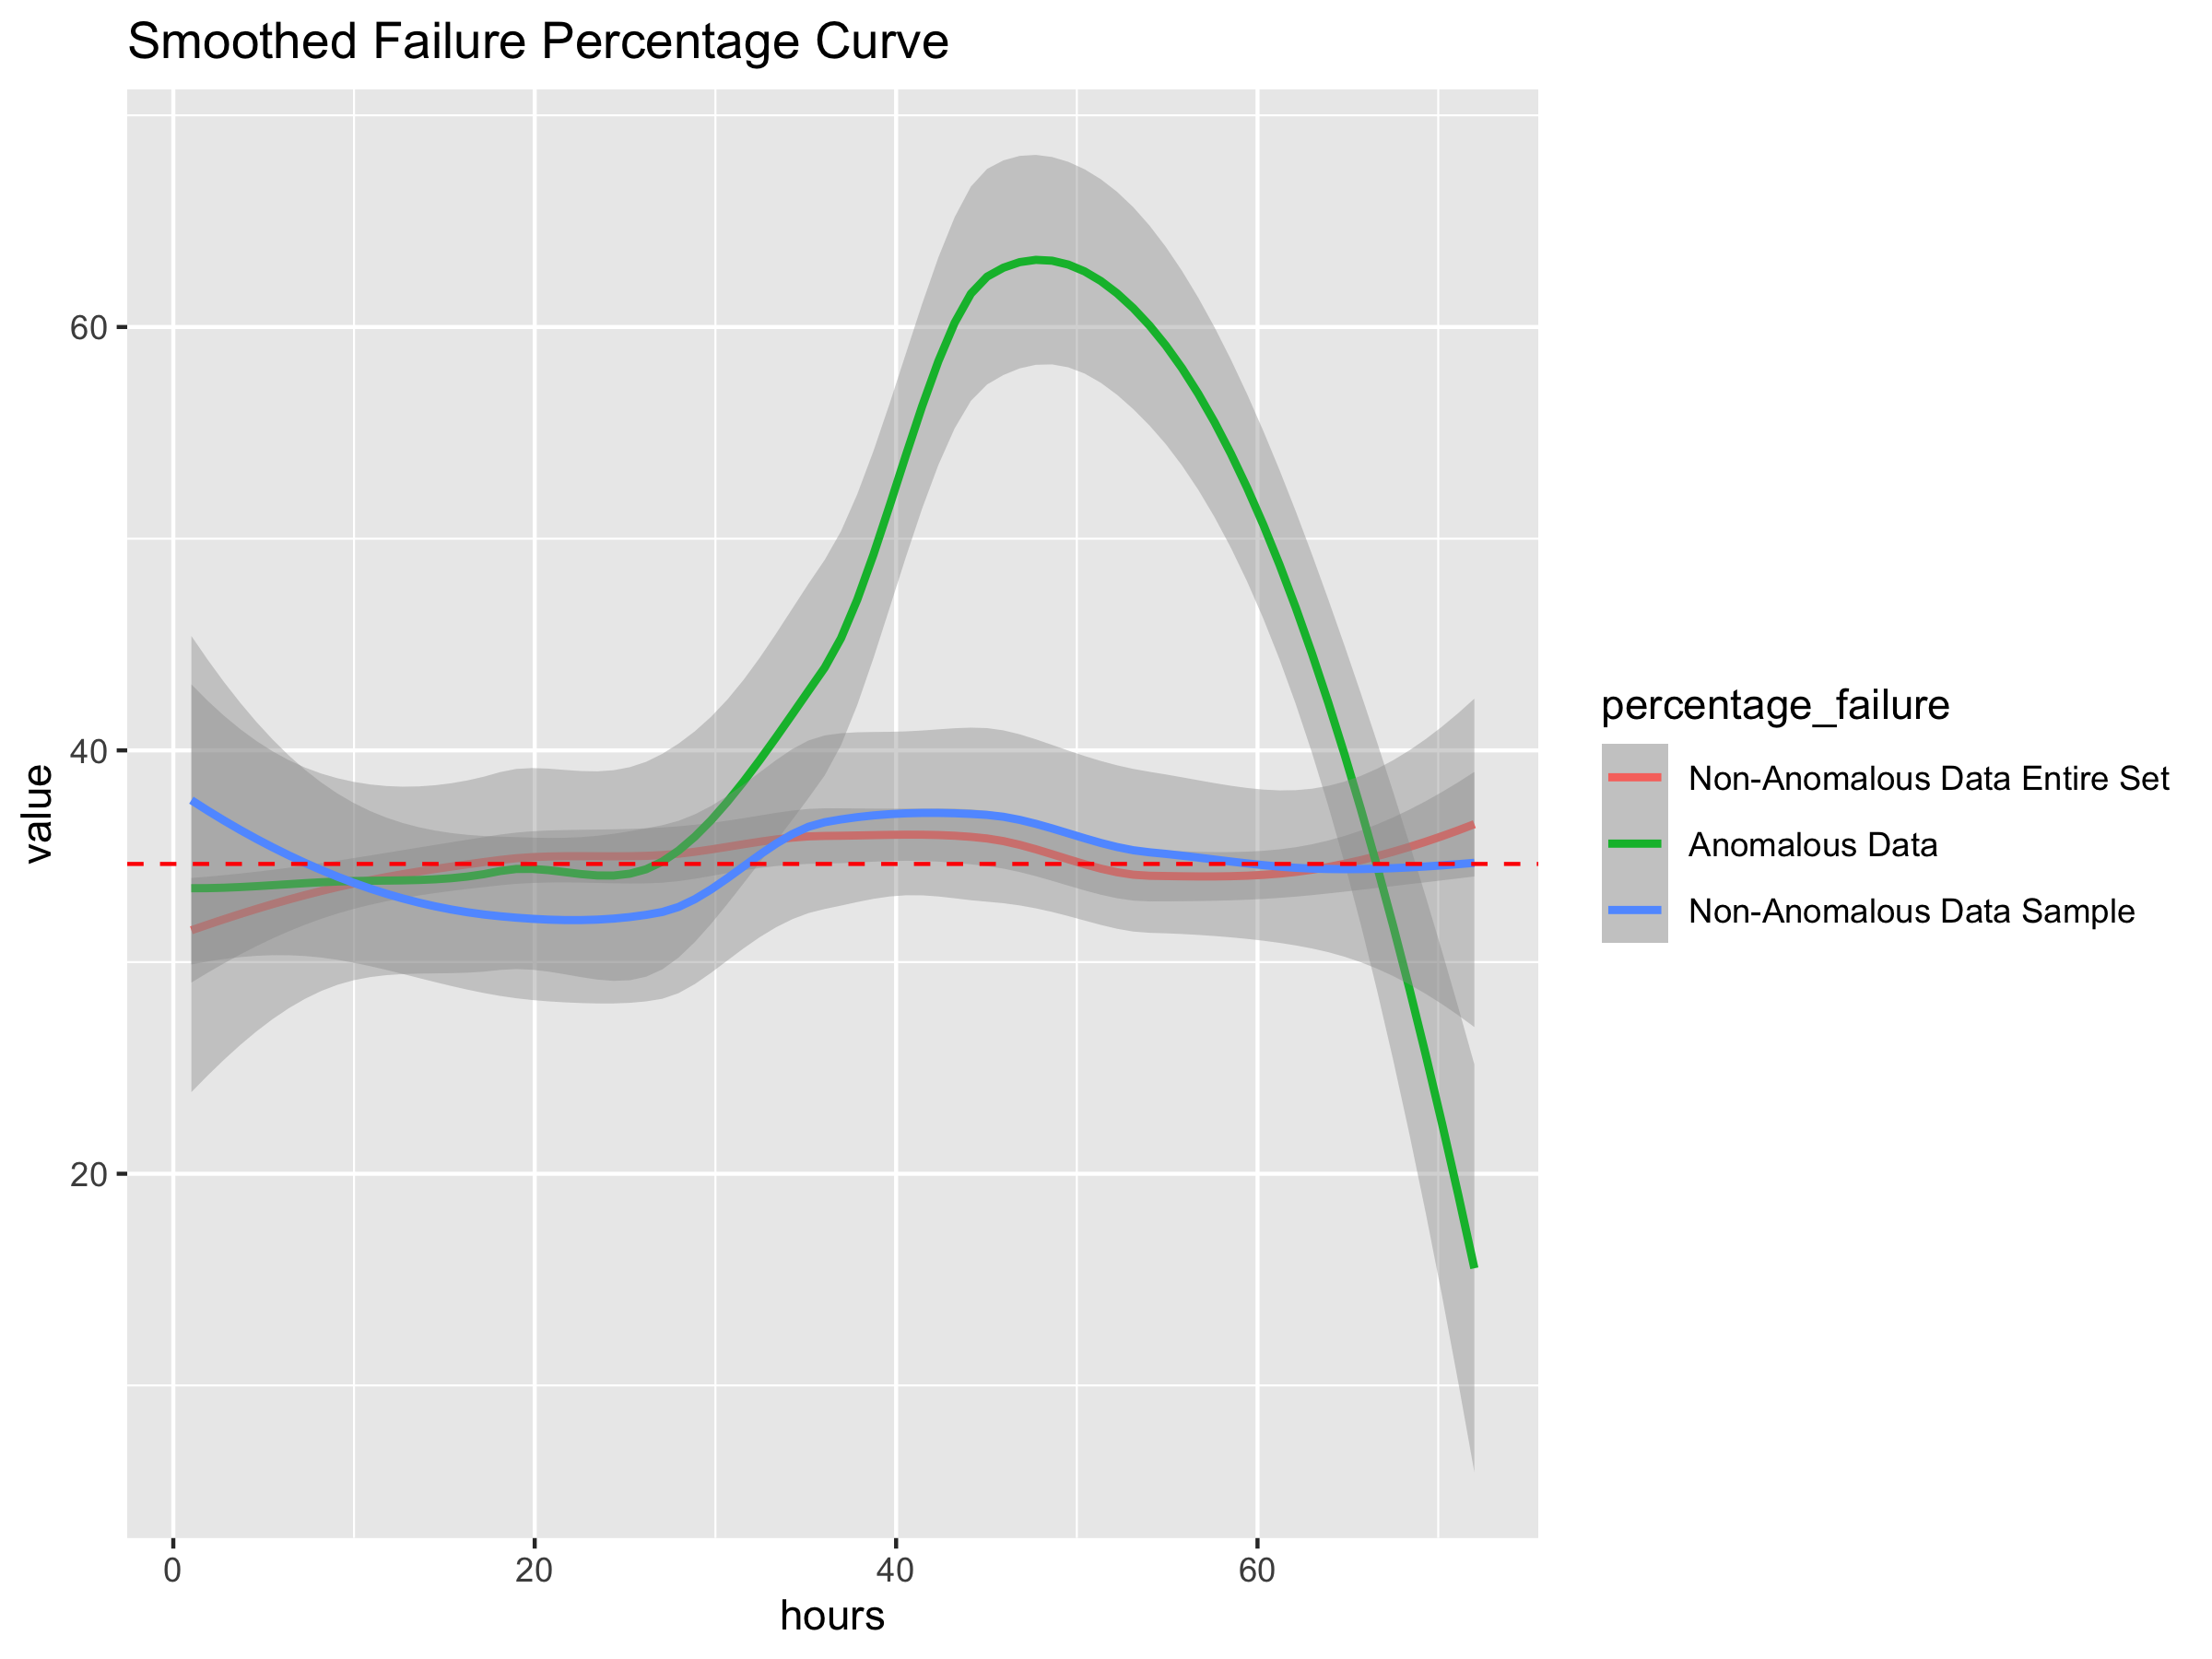 Smoothed Failure Percentage Curve
value
60
40
20
0 20 40 60
hours
percentage_failure
Non-Anomalous Data Entire Set
Anomalous Data
Non-Anomalous Data Sample